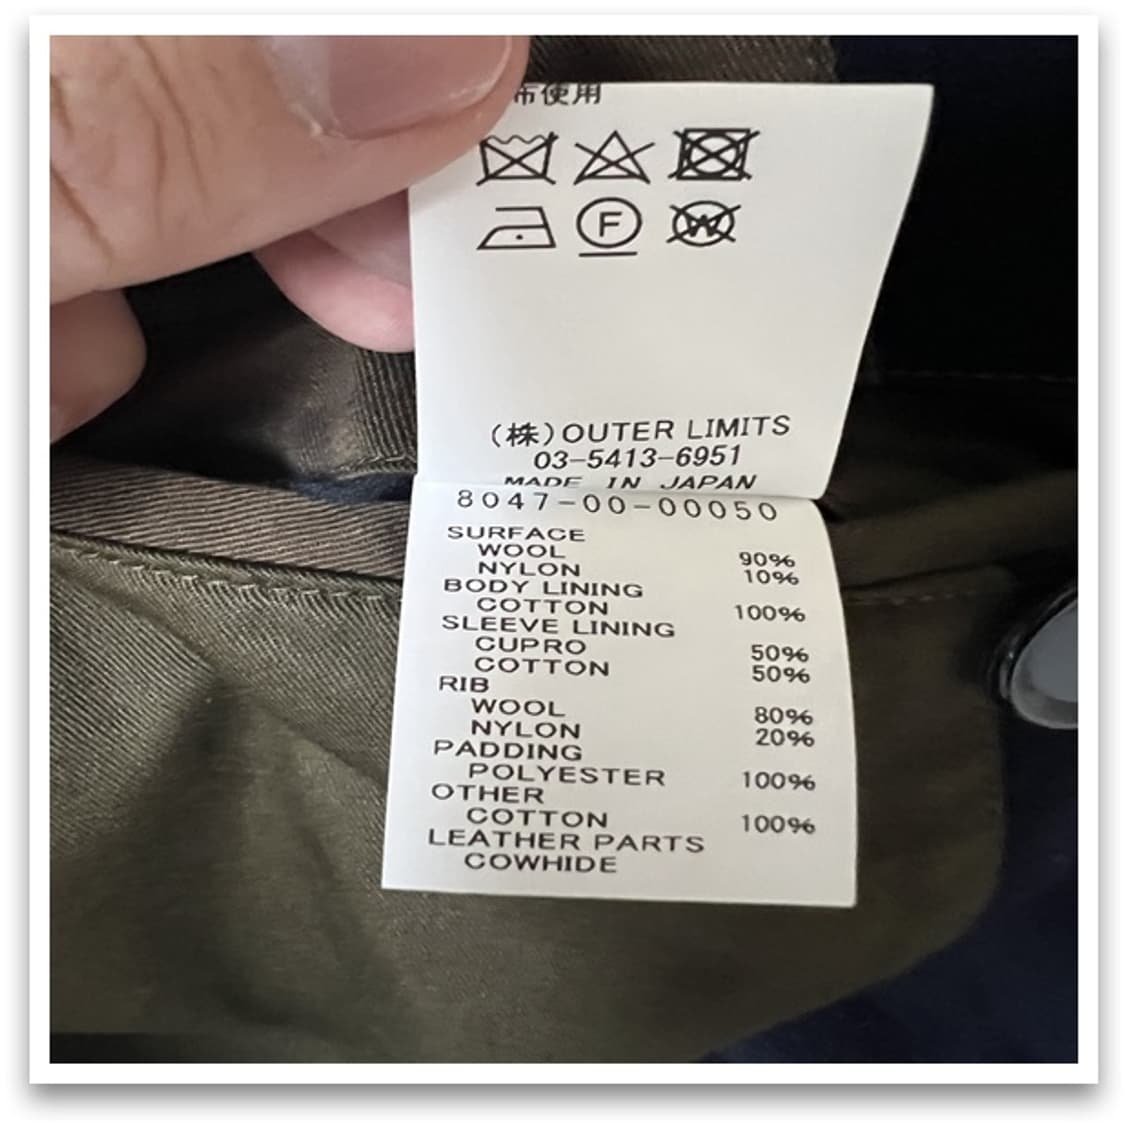 布使用
F
W
(株)OUTER LIMITS
03-5413-6951
MADE IN JAPAN
8047-00-00050
SURFACE
WOOL 90%
NYLON 10%
BODY LINING
COTTON 100%
SLEEVE LINING
CUPRO 50%
COTTON 50%
RIB
WOOL 80%
NYLON 20%
PADDING
POLYESTER 100%
OTHER
COTTON 100%
LEATHER PARTS
COWHIDE